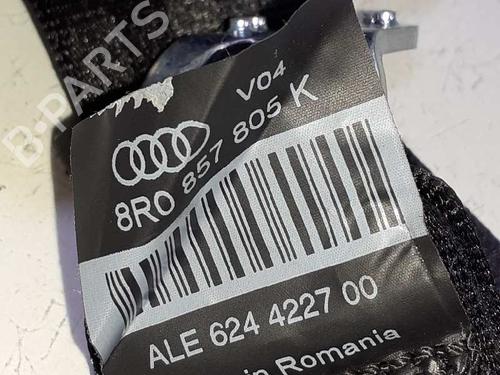 V04
8R0 857 805 K
ALE 624 4227 00
in Romania
B-PARTS